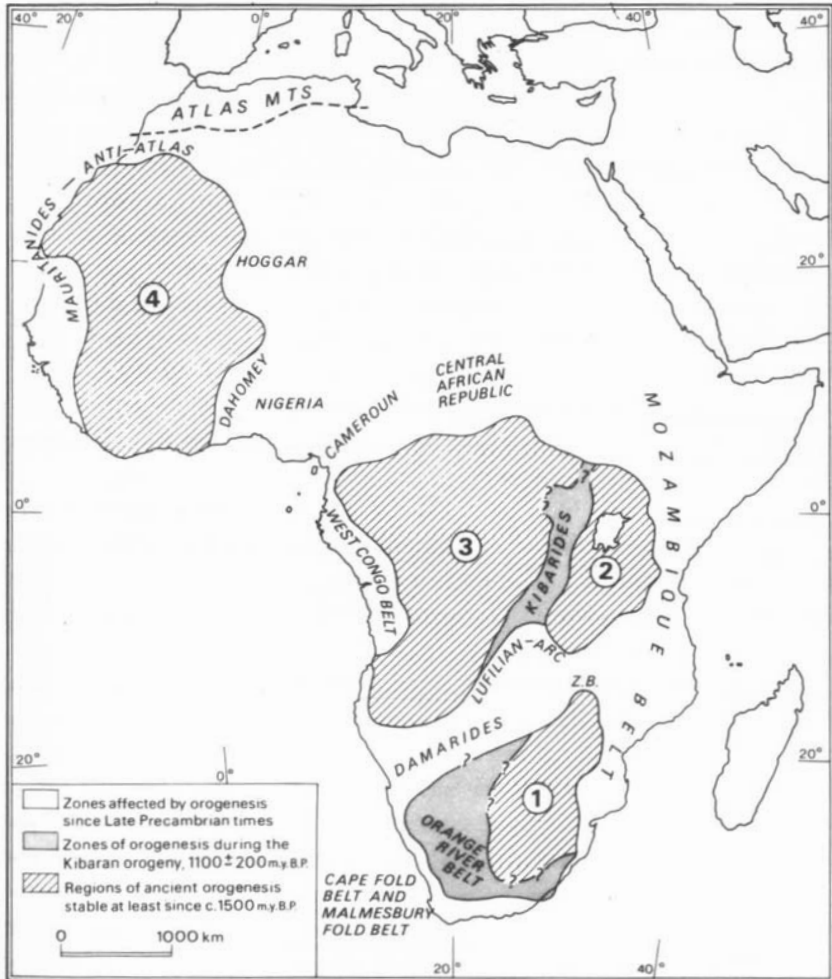 40° 20° 0° 20° 40°
ATLAS MTS
MAURITANIDES – ANTI-ATLAS
20° 20°
HOGGAR
4
DAHOMEY
NIGERIA
CAMEROUN
CENTRAL
AFRICAN
REPUBLIC
MOZAMBIQUE BELT
0° 0°
WEST CONGO BELT
3
KIBARIDES
2
?
?
LUFILIAN-ARC
Z.B.
DAMARIDES
20° 20°
0°
?
?
?
1
ORANGE
RIVER
BELT
?
?
CAPE FOLD
BELT AND
MALMESBURY
FOLD BELT
20° 40°
Zones affected by orogenesis
since Late Precambrian times
Zones of orogenesis during the
Kibaran orogeny, 1100 ± 200 m.y. B.P.
Regions of ancient orogenesis
stable at least since c. 1500 m.y. B.P.
0 1000 km